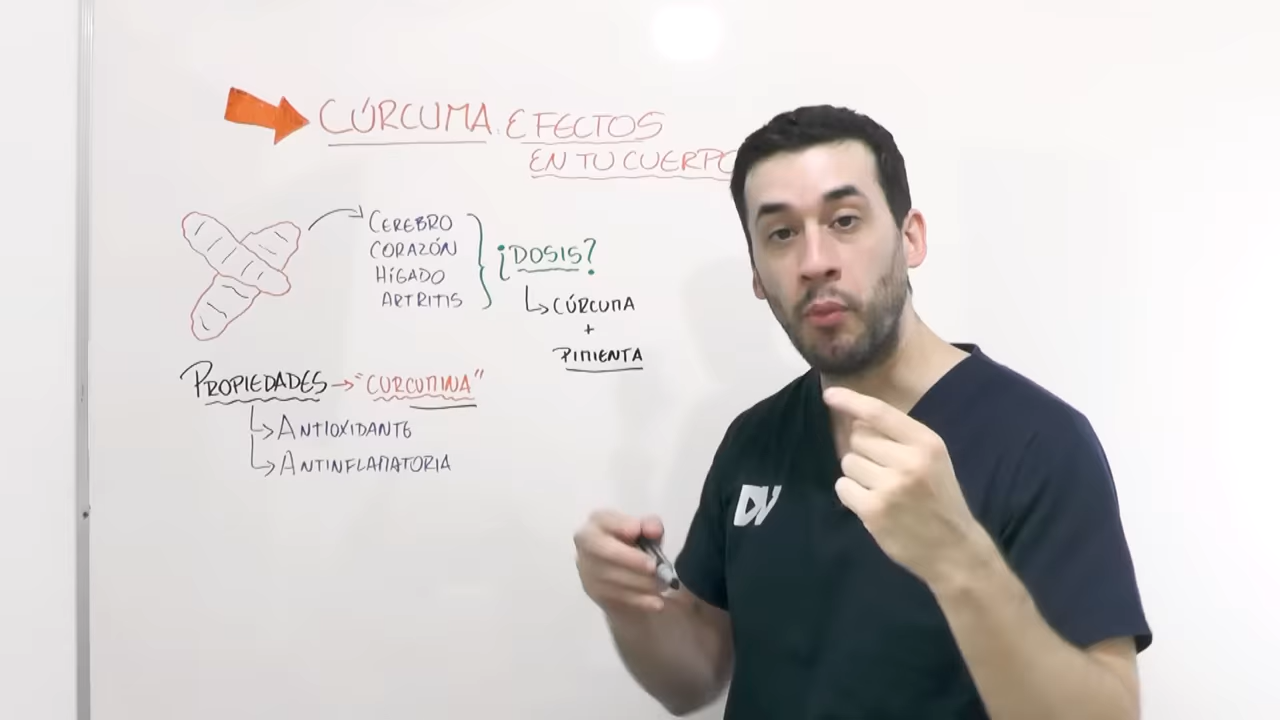 CÚRCUMA. EFECTOS
EN TU CUERPO
CEREBRO
CORAZÓN
HÍGADO
ARTRITIS
¿DOSIS?
CÚRCUMA
+
PIMIENTA
PROPIEDADES → "CURCUMINA"
ANTIOXIDANTE
ANTINFLAMATORIA
DV